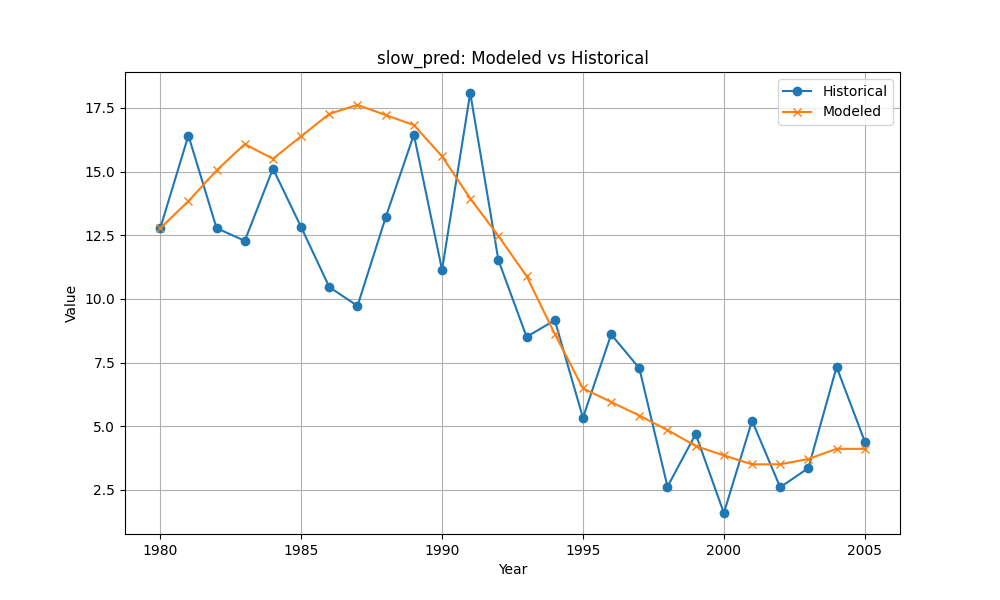 slow_pred: Modeled vs Historical
Historical
Modeled
Value
17.5
15.0
12.5
10.0
7.5
5.0
2.5
1980
1985
1990
1995
2000
2005
Year